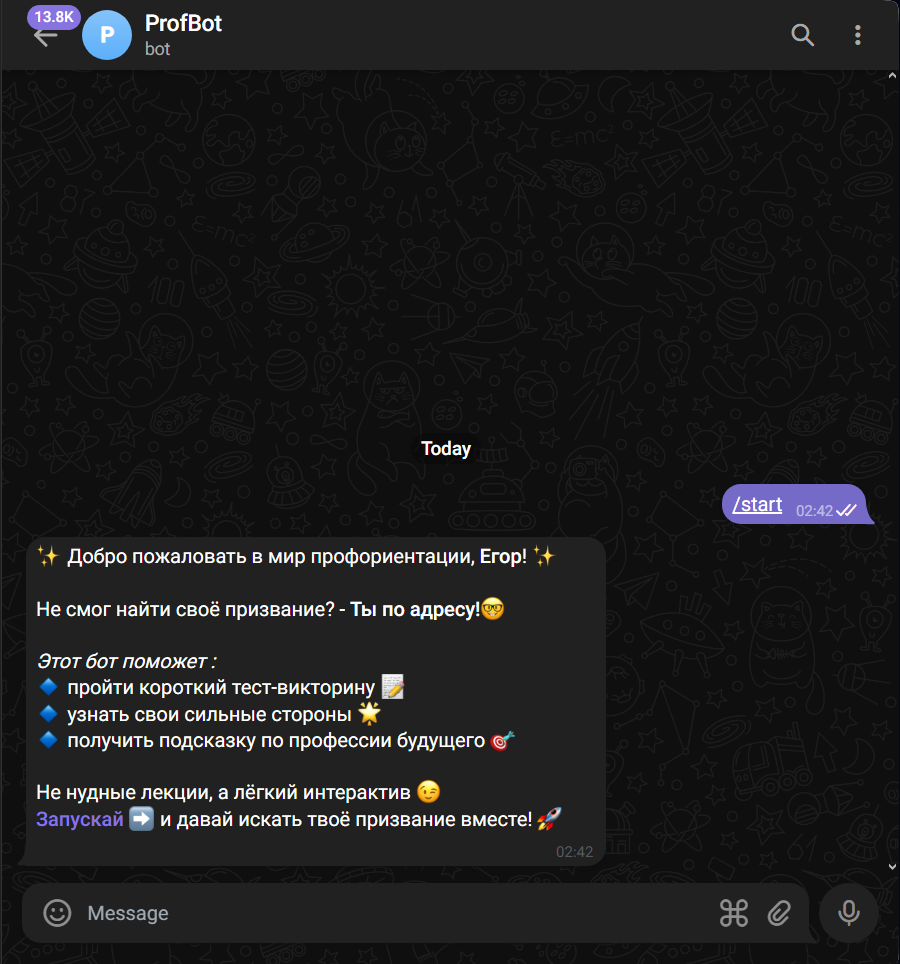 13.8K
P
ProfBot
bot
Today
/start 02:42
✨ Добро пожаловать в мир профориентации, Егор! ✨
Не смог найти своё призвание? - Ты по адресу!🤓
Этот бот поможет :
🔹 пройти короткий тест-викторину 📝
🔹 узнать свои сильные стороны 🌟
🔹 получить подсказку по профессии будущего 🎯
Не нудные лекции, а лёгкий интерактив 😉
Запускай ➡️ и давай искать твоё призвание вместе! 🚀
02:42
Message